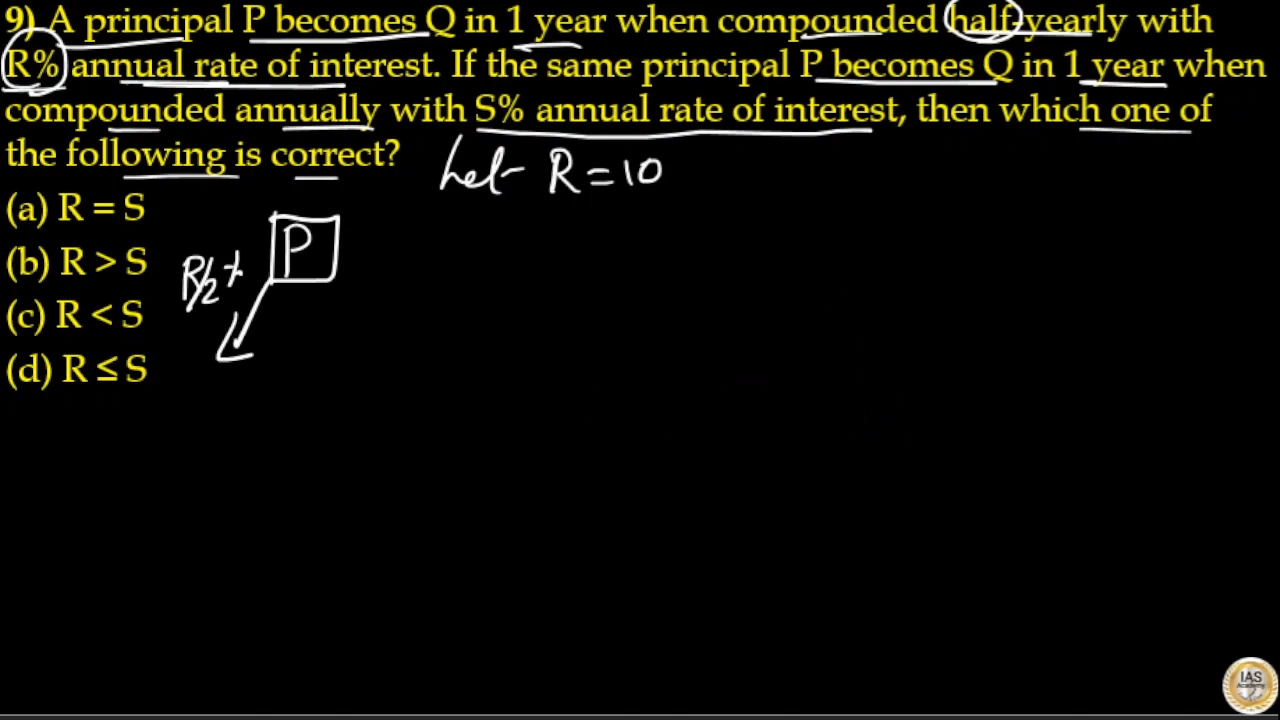 9) A principal P becomes Q in 1 year when compounded half-yearly with
R% annual rate of interest. If the same principal P becomes Q in 1 year when
compounded annually with S% annual rate of interest, then which one of
the following is correct?
let R = 10
(a) R = S
(b) R > S
(c) R < S
(d) R ≤ S
P
R/2 %
IAS
Academy